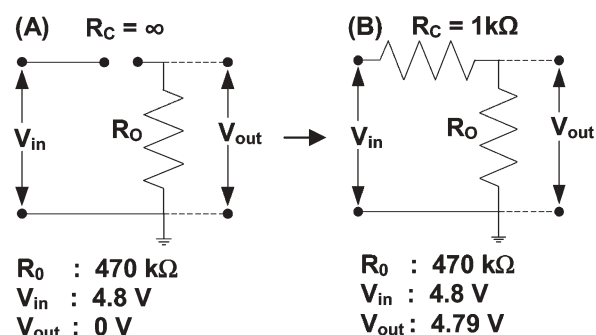 (A) R_C = ∞
V_in
R_O
V_out
R_0 : 470 kΩ
V_in : 4.8 V
V_out : 0 V
(B) R_C = 1kΩ
V_in
R_O
V_out
R_0 : 470 kΩ
V_in : 4.8 V
V_out : 4.79 V